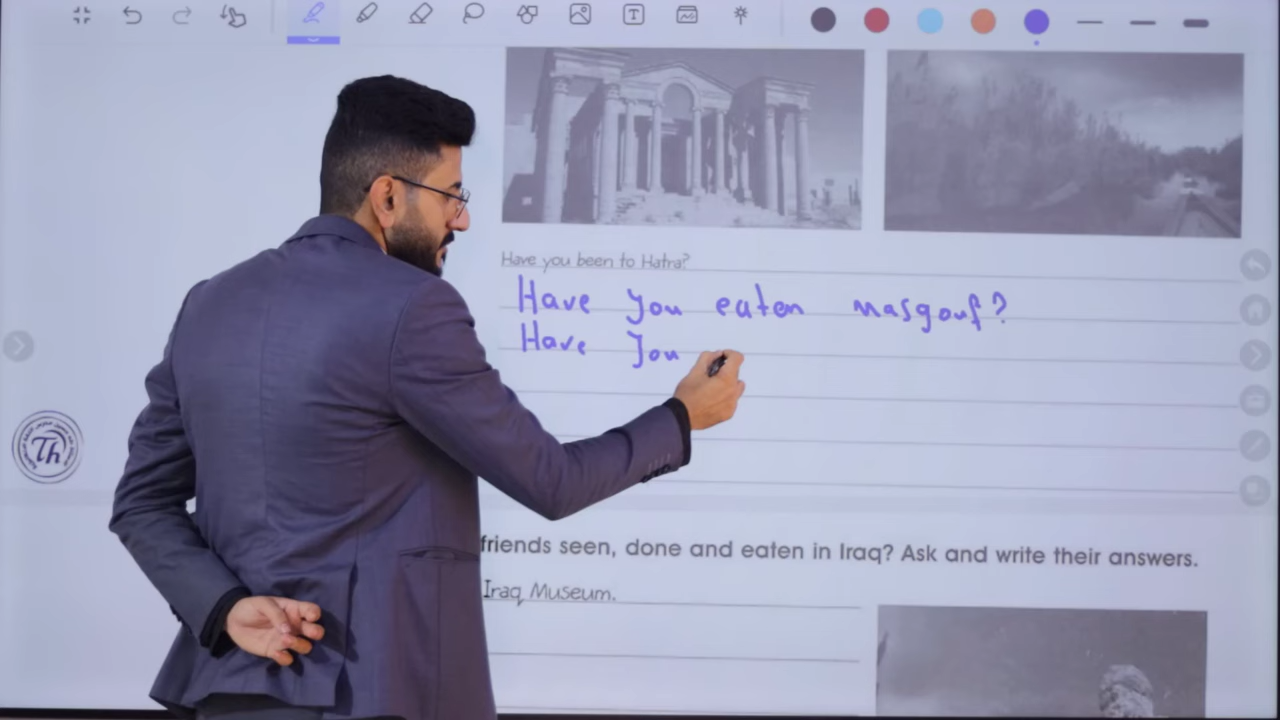 Have you been to Hatra?
Have you eaten masgouf?
Have you
friends seen, done and eaten in Iraq? Ask and write their answers.
Iraq Museum.
Th